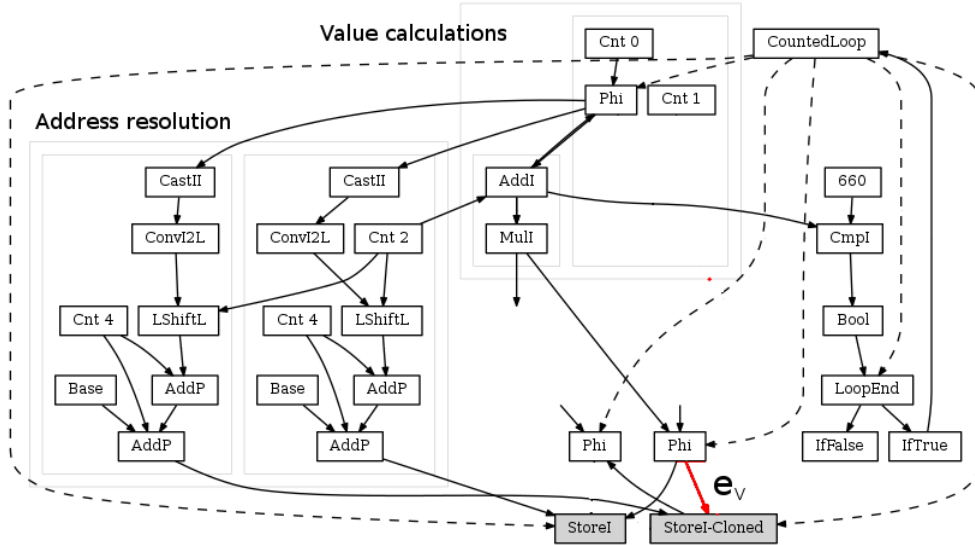 Value calculations
Cnt 0
CountedLoop
Phi
Cnt 1
Address resolution
CastII
CastII
AddI
660
ConvI2L
ConvI2L
Cnt 2
MulI
CmpI
Cnt 4
LShiftL
Cnt 4
LShiftL
Bool
Base
AddP
Base
AddP
LoopEnd
AddP
AddP
Phi
Phi
IfFalse
IfTrue
ev
StoreI
StoreI-Cloned